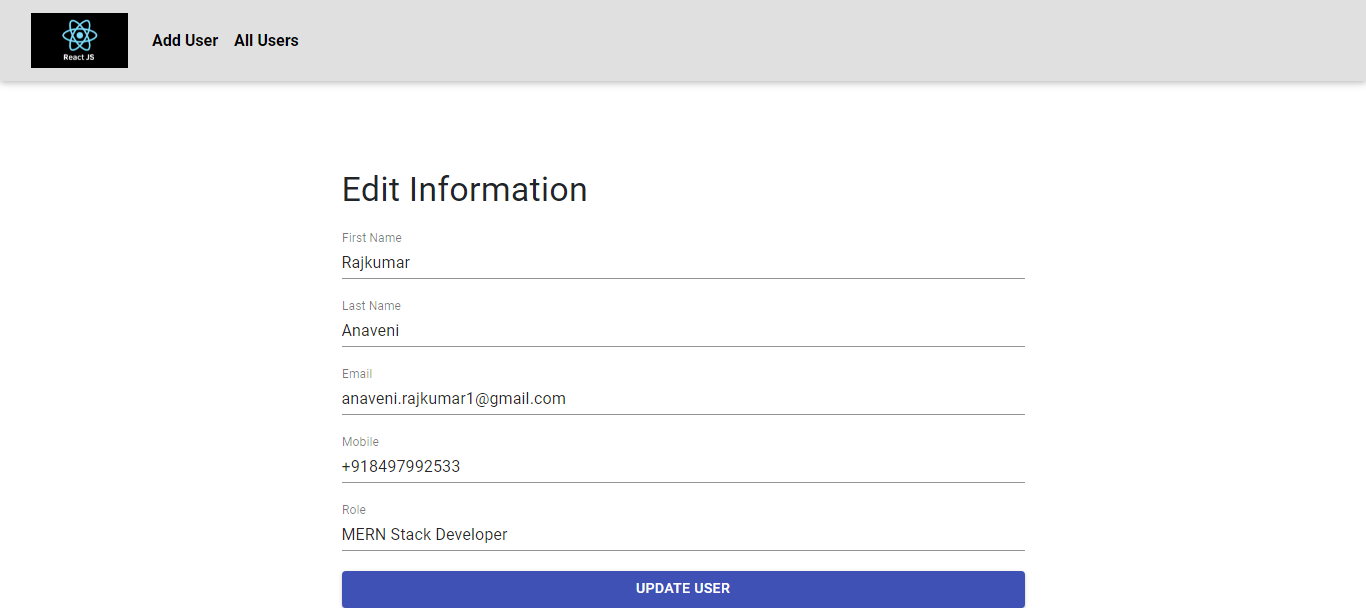 React JS
Add User All Users
Edit Information
First Name
Rajkumar
Last Name
Anaveni
Email
anaveni.rajkumar1@gmail.com
Mobile
+918497992533
Role
MERN Stack Developer
UPDATE USER